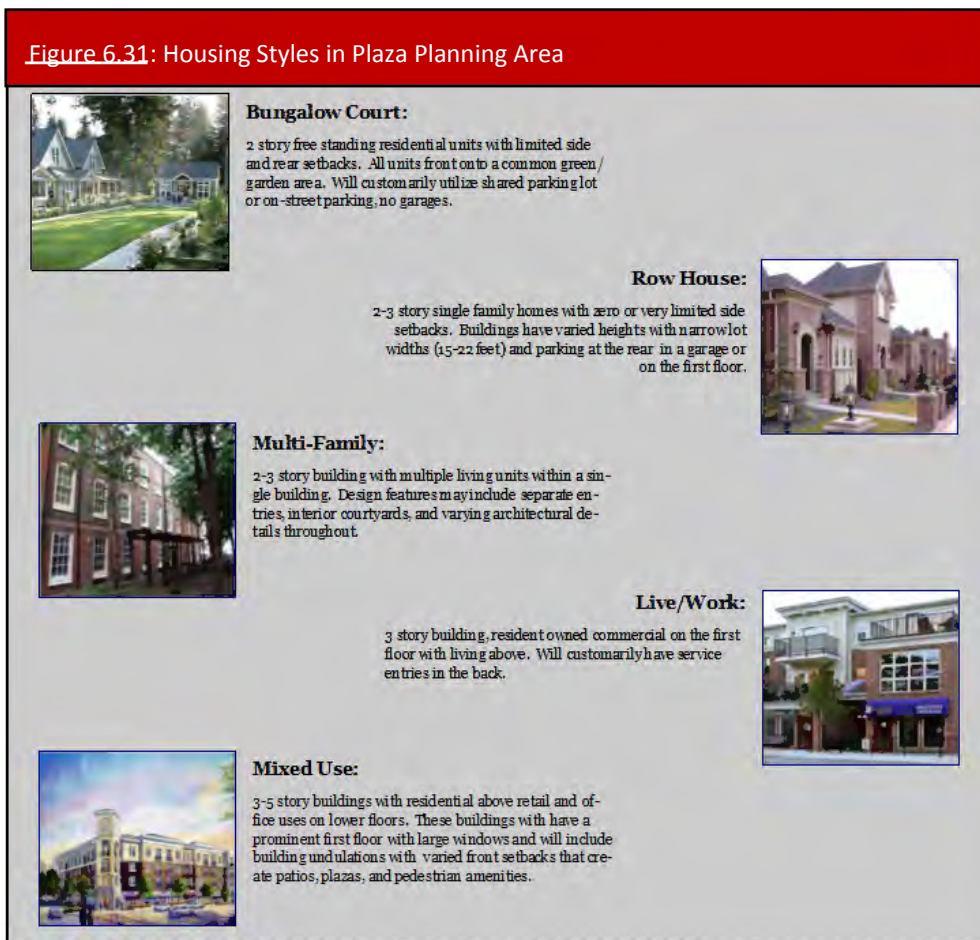 Figure 6.31: Housing Styles in Plaza Planning Area
Bungalow Court:
2 story free standing residential units with limited side
and rear setbacks. All units front onto a common green/
garden area. Will customarily utilize shared parking lot
or on-street parking, no garages.
Row House:
2-3 story single family homes with zero or very limited side
setbacks. Buildings have varied heights with narrow lot
widths (15-22 feet) and parking at the rear in a garage or
on the first floor.
Multi-Family:
2-3 story building with multiple living units within a sin-
gle building. Design features may include separate en-
tries, interior courtyards, and varying architectural de-
tails throughout.
Live/Work:
3 story building, resident owned commercial on the first
floor with living above. Will customarily have service
entries in the back.
Mixed Use:
3-5 story buildings with residential above retail and of-
fice uses on lower floors. These buildings with have a
prominent first floor with large windows and will include
building undulations with varied front setbacks that cre-
ate patios, plazas, and pedestrian amenities.